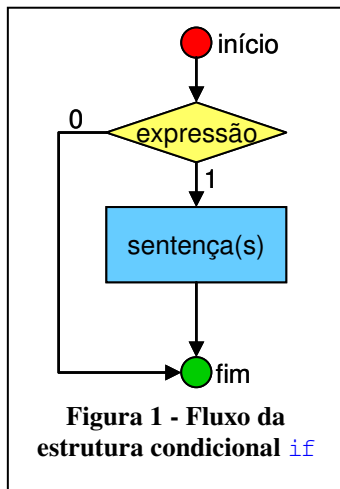 início
0
expressão
1
sentença(s)
fim
Figura 1 - Fluxo da
estrutura condicional if